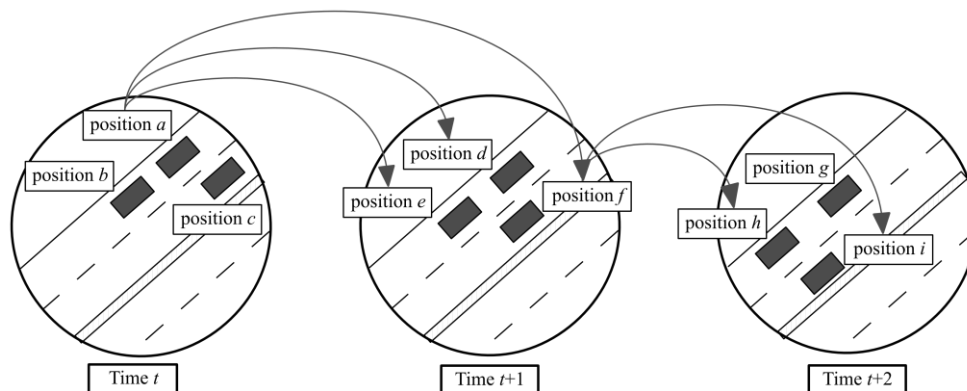 position a
position b
position c
Time t
position d
position e
position f
Time t+1
position g
position h
position i
Time t+2